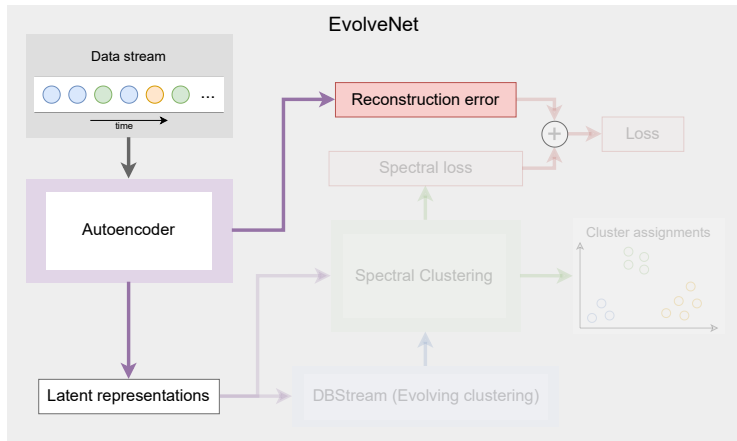 EvolveNet
Data stream
...
time
Reconstruction error
+
Loss
Spectral loss
Autoencoder
Cluster assignments
Spectral Clustering
Latent representations
DBStream (Evolving clustering)